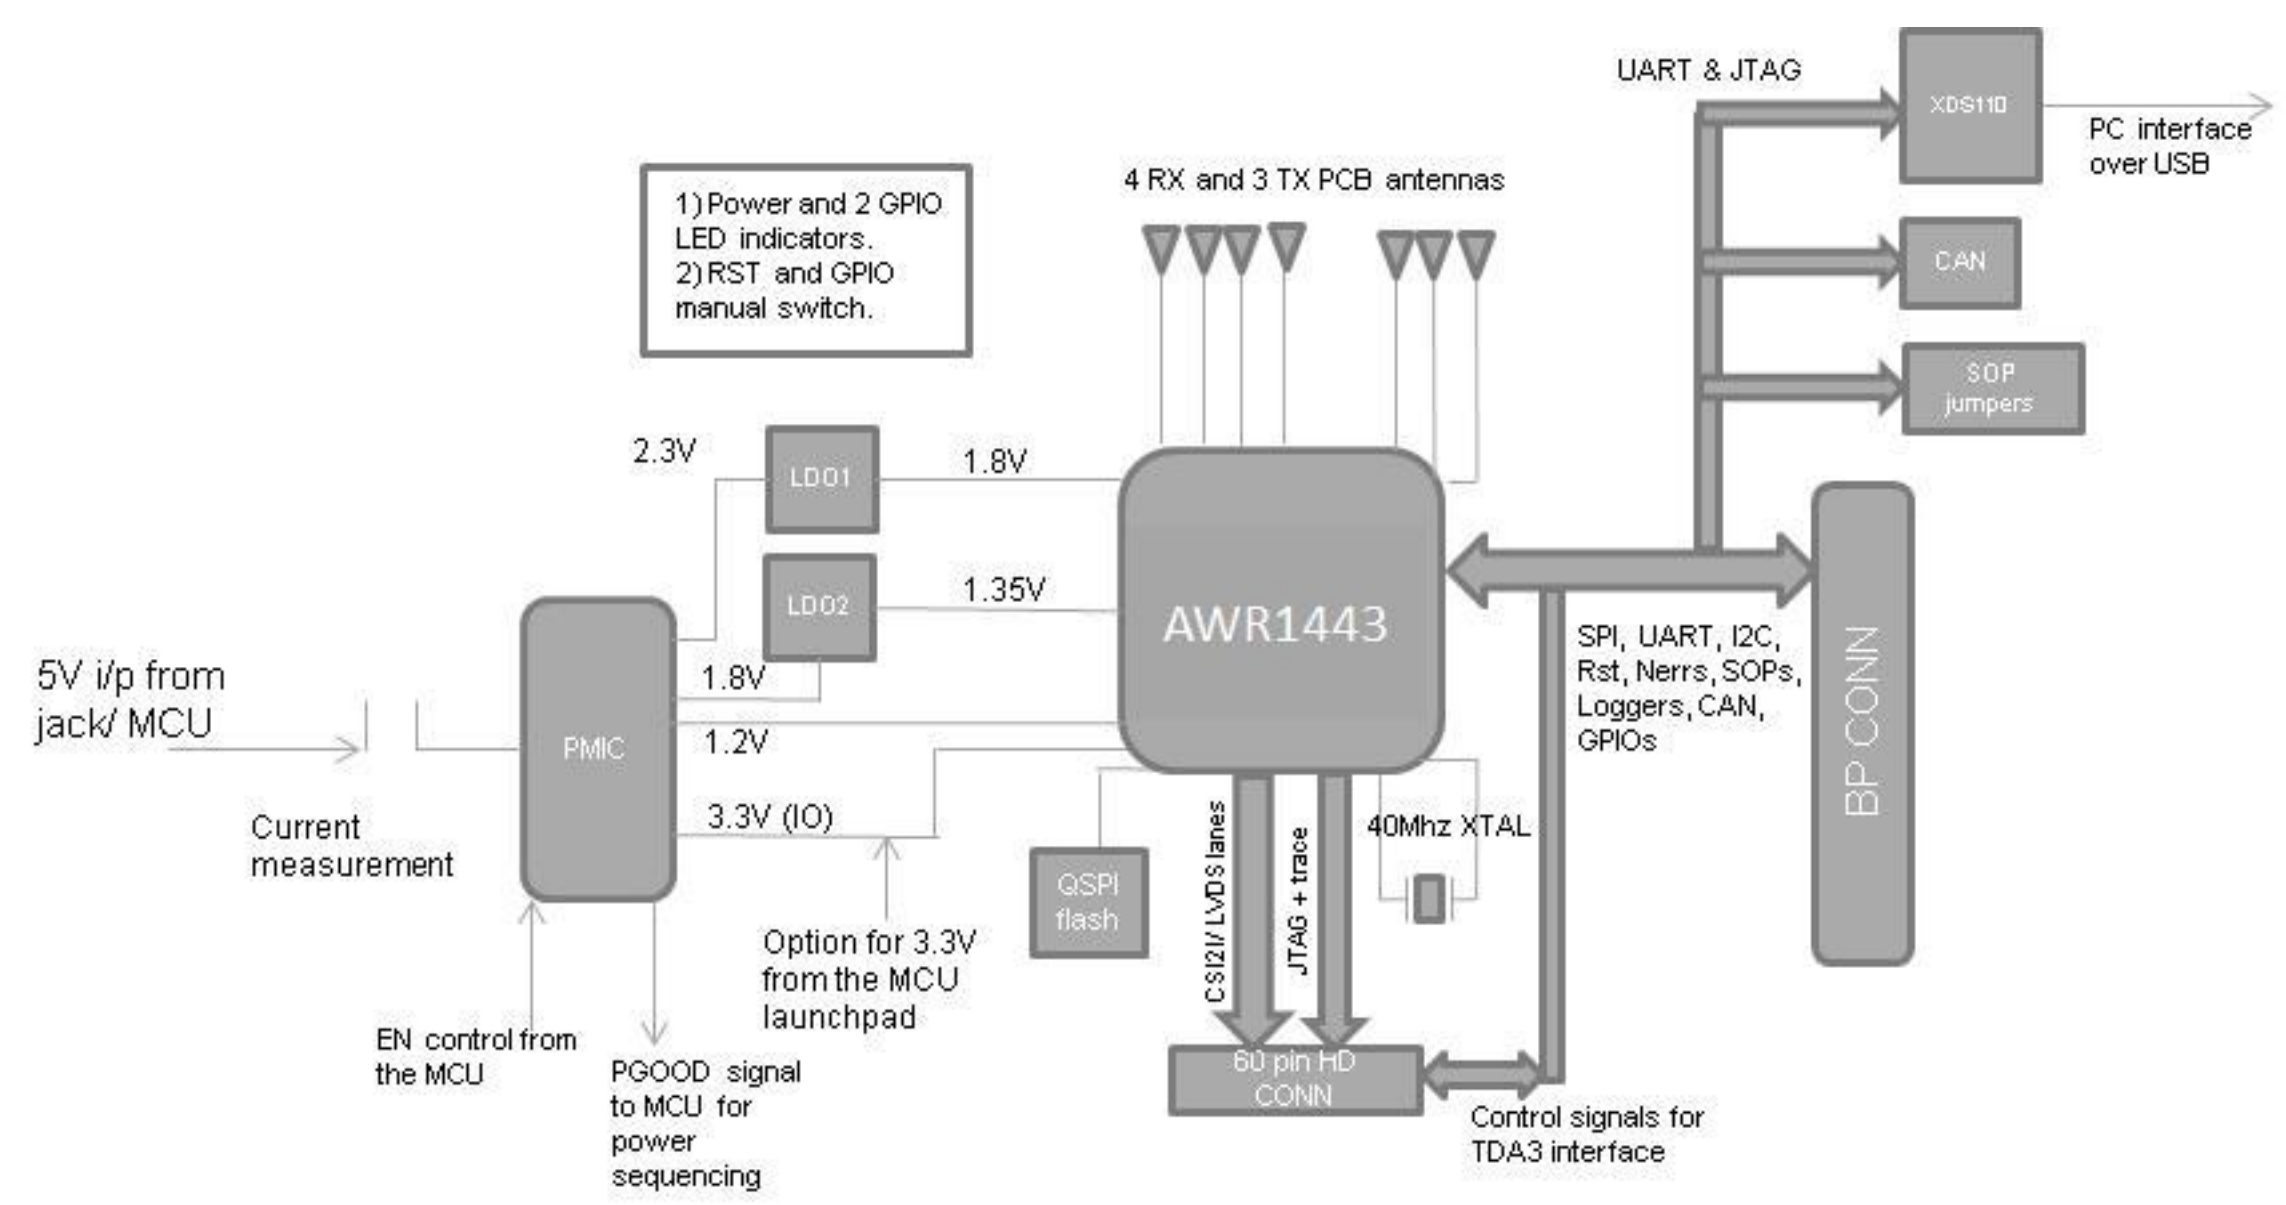 UART & JTAG
XDS110
PC interface
over USB
4 RX and 3 TX PCB antennas
1) Power and 2 GPIO
LED indicators.
2) RST and GPIO
manual switch.
CAN
SOP
jumpers
2.3V
LDO1
1.8V
LDO2
1.35V
AWR1443
SPI, UART, I2C,
Rst, Nerrs, SOPs,
Loggers, CAN,
GPIOs
BP CONN
5V i/p from
jack/ MCU
PMIC
1.8V
1.2V
3.3V (IO)
Current
measurement
QSPI
flash
CSI2I/ LVDS lanes
JTAG + trace
40Mhz XTAL
Option for 3.3V
from the MCU
launchpad
EN control from
the MCU
PGOOD signal
to MCU for
power
sequencing
60 pin HD
CONN
Control signals for
TDA3 interface